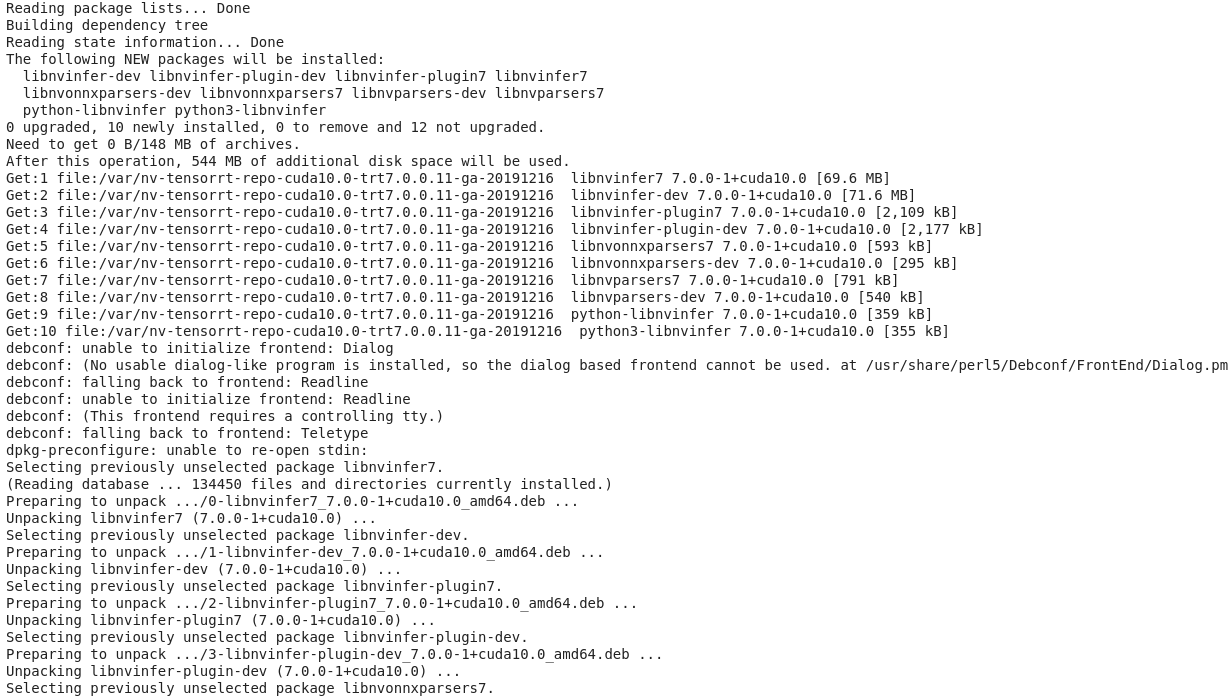 Reading package lists... Done
Building dependency tree
Reading state information... Done
The following NEW packages will be installed:
  libnvinfer-dev libnvinfer-plugin-dev libnvinfer-plugin7 libnvinfer7
  libnvonnxparsers-dev libnvonnxparsers7 libnvparsers-dev libnvparsers7
  python-libnvinfer python3-libnvinfer
0 upgraded, 10 newly installed, 0 to remove and 12 not upgraded.
Need to get 0 B/148 MB of archives.
After this operation, 544 MB of additional disk space will be used.
Get:1 file:/var/nv-tensorrt-repo-cuda10.0-trt7.0.0.11-ga-20191216  libnvinfer7 7.0.0-1+cuda10.0 [69.6 MB]
Get:2 file:/var/nv-tensorrt-repo-cuda10.0-trt7.0.0.11-ga-20191216  libnvinfer-dev 7.0.0-1+cuda10.0 [71.6 MB]
Get:3 file:/var/nv-tensorrt-repo-cuda10.0-trt7.0.0.11-ga-20191216  libnvinfer-plugin7 7.0.0-1+cuda10.0 [2,109 kB]
Get:4 file:/var/nv-tensorrt-repo-cuda10.0-trt7.0.0.11-ga-20191216  libnvinfer-plugin-dev 7.0.0-1+cuda10.0 [2,177 kB]
Get:5 file:/var/nv-tensorrt-repo-cuda10.0-trt7.0.0.11-ga-20191216  libnvonnxparsers7 7.0.0-1+cuda10.0 [593 kB]
Get:6 file:/var/nv-tensorrt-repo-cuda10.0-trt7.0.0.11-ga-20191216  libnvonnxparsers-dev 7.0.0-1+cuda10.0 [295 kB]
Get:7 file:/var/nv-tensorrt-repo-cuda10.0-trt7.0.0.11-ga-20191216  libnvparsers7 7.0.0-1+cuda10.0 [791 kB]
Get:8 file:/var/nv-tensorrt-repo-cuda10.0-trt7.0.0.11-ga-20191216  libnvparsers-dev 7.0.0-1+cuda10.0 [540 kB]
Get:9 file:/var/nv-tensorrt-repo-cuda10.0-trt7.0.0.11-ga-20191216  python-libnvinfer 7.0.0-1+cuda10.0 [359 kB]
Get:10 file:/var/nv-tensorrt-repo-cuda10.0-trt7.0.0.11-ga-20191216  python3-libnvinfer 7.0.0-1+cuda10.0 [355 kB]
debconf: unable to initialize frontend: Dialog
debconf: (No usable dialog-like program is installed, so the dialog based frontend cannot be used. at /usr/share/perl5/Debconf/FrontEnd/Dialog.pm
debconf: falling back to frontend: Readline
debconf: unable to initialize frontend: Readline
debconf: (This frontend requires a controlling tty.)
debconf: falling back to frontend: Teletype
dpkg-preconfigure: unable to re-open stdin:
Selecting previously unselected package libnvinfer7.
(Reading database ... 134450 files and directories currently installed.)
Preparing to unpack .../0-libnvinfer7_7.0.0-1+cuda10.0_amd64.deb ...
Unpacking libnvinfer7 (7.0.0-1+cuda10.0) ...
Selecting previously unselected package libnvinfer-dev.
Preparing to unpack .../1-libnvinfer-dev_7.0.0-1+cuda10.0_amd64.deb ...
Unpacking libnvinfer-dev (7.0.0-1+cuda10.0) ...
Selecting previously unselected package libnvinfer-plugin7.
Preparing to unpack .../2-libnvinfer-plugin7_7.0.0-1+cuda10.0_amd64.deb ...
Unpacking libnvinfer-plugin7 (7.0.0-1+cuda10.0) ...
Selecting previously unselected package libnvinfer-plugin-dev.
Preparing to unpack .../3-libnvinfer-plugin-dev_7.0.0-1+cuda10.0_amd64.deb ...
Unpacking libnvinfer-plugin-dev (7.0.0-1+cuda10.0) ...
Selecting previously unselected package libnvonnxparsers7.